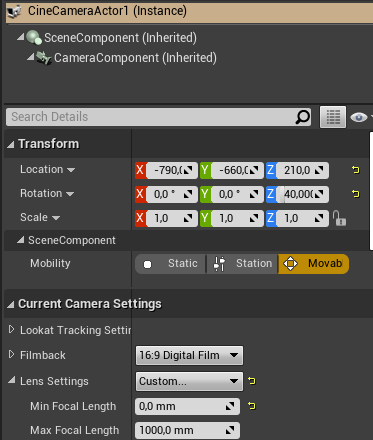 CineCameraActor1 (Instance)
SceneComponent (Inherited)
CameraComponent (Inherited)
Search Details
Transform
Location X -790,0 Y -660,0 Z 210,0
Rotation X 0,0 ° Y 0,0 ° Z 40,000
Scale X 1,0 Y 1,0 Z 1,0
SceneComponent
Mobility Static Station Movab
Current Camera Settings
Lookat Tracking Settin
Filmback 16:9 Digital Film
Lens Settings Custom...
Min Focal Length 0,0 mm
Max Focal Length 1000,0 mm